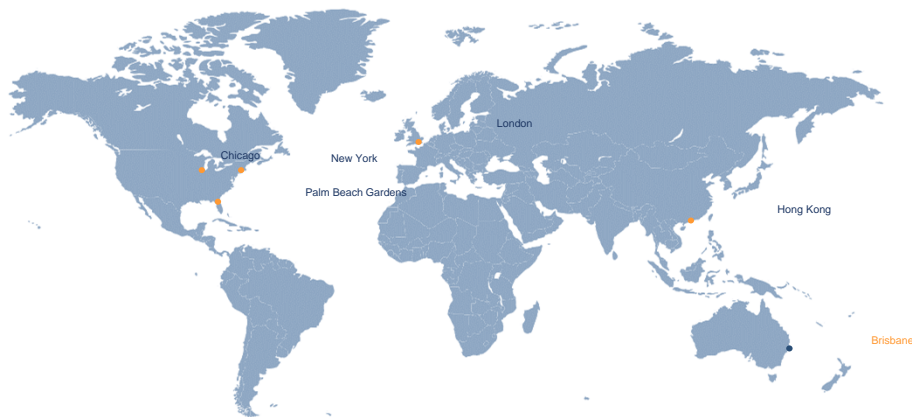 London
Chicago
New York
Palm Beach Gardens
Hong Kong
Brisbane